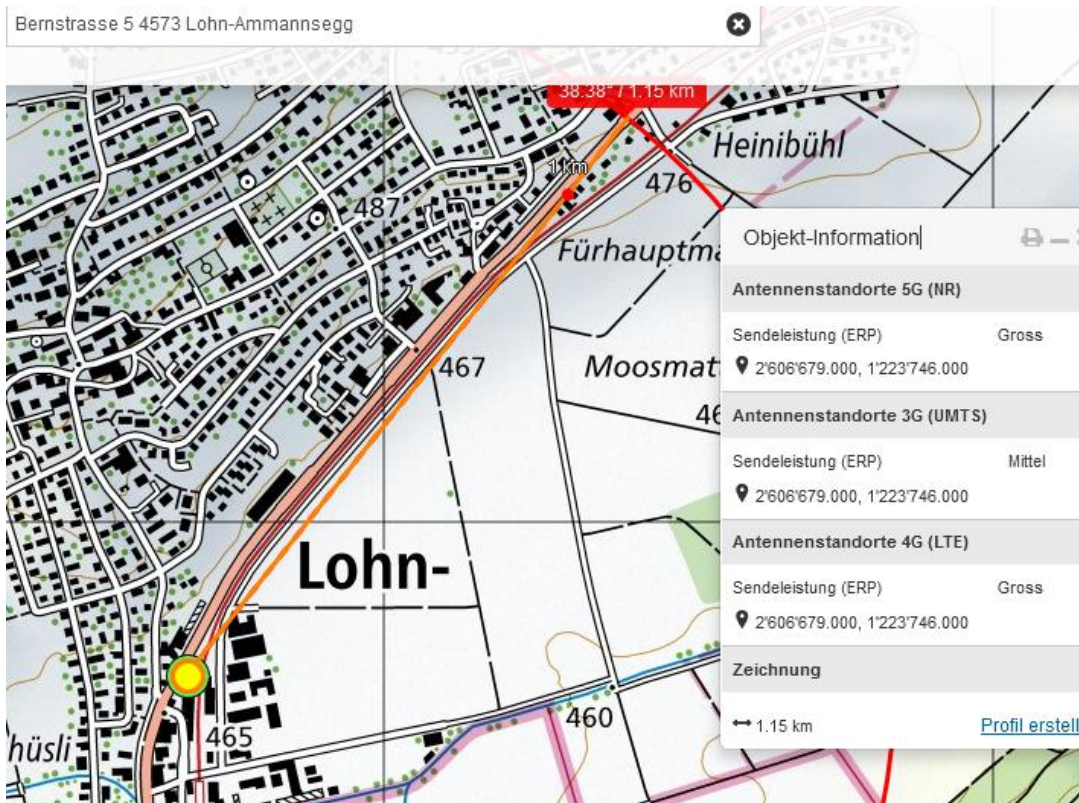 Bernstrasse 5 4573 Lohn-Ammannsegg
38.38° / 1.15 km
Heinibühl
1 km
476
487
Fürhauptma
Objekt-Information
Antennenstandorte 5G (NR)
Sendeleistung (ERP) Gross
2'606'679.000, 1'223'746.000
467
Moosmat
46
Antennenstandorte 3G (UMTS)
Sendeleistung (ERP) Mittel
2'606'679.000, 1'223'746.000
Antennenstandorte 4G (LTE)
Lohn-
Sendeleistung (ERP) Gross
2'606'679.000, 1'223'746.000
Zeichnung
460
465
1.15 km Profil erstell
hüsli